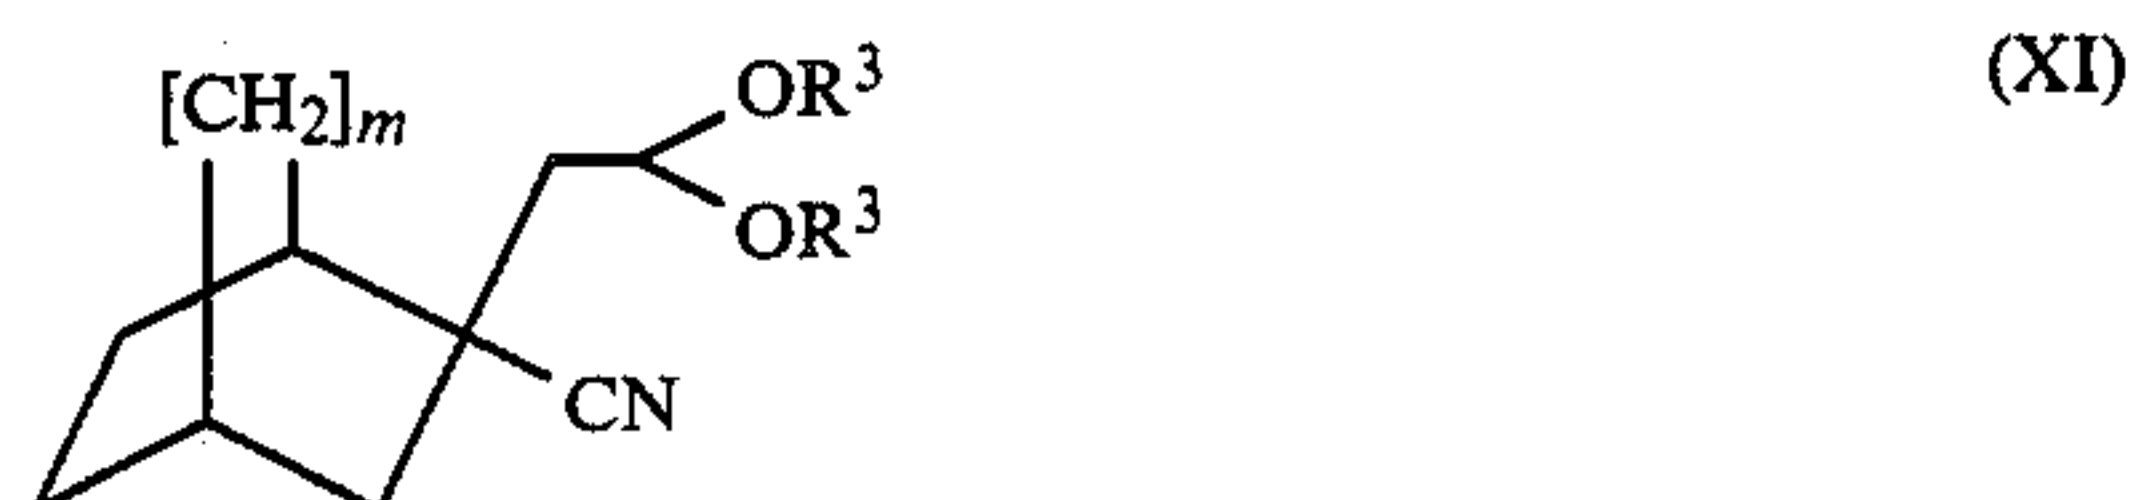 [CH2]m
OR3
(XI)
OR3
CN